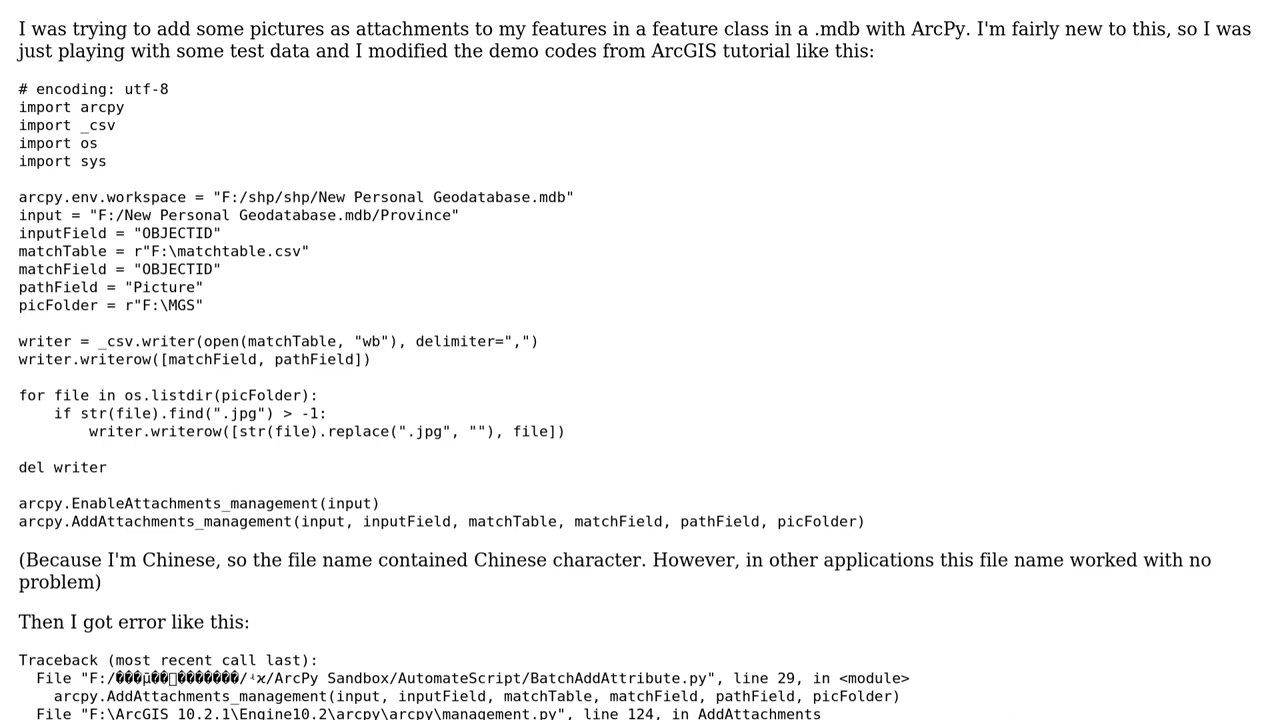 I was trying to add some pictures as attachments to my features in a feature class in a .mdb with ArcPy. I'm fairly new to this, so I was
just playing with some test data and I modified the demo codes from ArcGIS tutorial like this:
# encoding: utf-8
import arcpy
import _csv
import os
import sys
arcpy.env.workspace = "F:/shp/shp/New Personal Geodatabase.mdb"
input = "F:/New Personal Geodatabase.mdb/Province"
inputField = "OBJECTID"
matchTable = r"F:\matchtable.csv"
matchField = "OBJECTID"
pathField = "Picture"
picFolder = r"F:\MGS"
writer = _csv.writer(open(matchTable, "wb"), delimiter=",")
writer.writerow([matchField, pathField])
for file in os.listdir(picFolder):
    if str(file).find(".jpg") > -1:
        writer.writerow([str(file).replace(".jpg", ""), file])
del writer
arcpy.EnableAttachments_management(input)
arcpy.AddAttachments_management(input, inputField, matchTable, matchField, pathField, picFolder)
(Because I'm Chinese, so the file name contained Chinese character. However, in other applications this file name worked with no
problem)
Then I got error like this:
Traceback (most recent call last):
  File "F:/ /ArcPy Sandbox/AutomateScript/BatchAddAttribute.py", line 29, in <module>
    arcpy.AddAttachments_management(input, inputField, matchTable, matchField, pathField, picFolder)
  File "F:\ArcGIS 10.2.1\Engine10.2\arcpy\arcpy\management.py", line 124, in AddAttachments